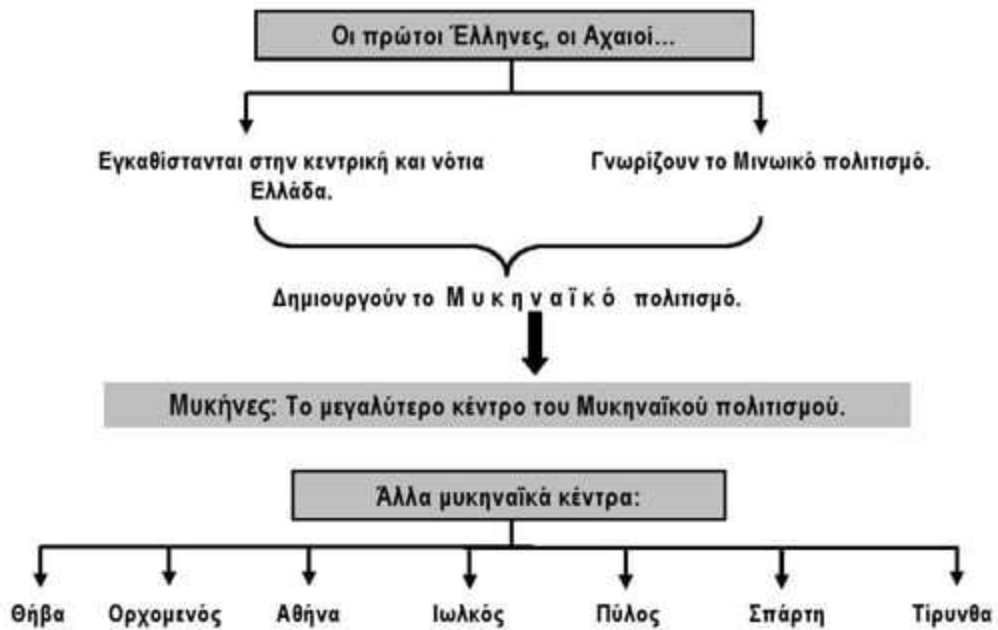 Οι πρώτοι Έλληνες, οι Αχαιοί...
Εγκαθίστανται στην κεντρική και νότια
Ελλάδα.
Γνωρίζουν το Μινωικό πολιτισμό.
Δημιουργούν το Μ υ κ η ν α ϊ κ ό πολιτισμό.
Μυκήνες: Το μεγαλύτερο κέντρο του Μυκηναϊκού πολιτισμού.
Άλλα μυκηναϊκά κέντρα:
Θήβα Ορχομενός Αθήνα Ιωλκός Πύλος Σπάρτη Τίρυνθα